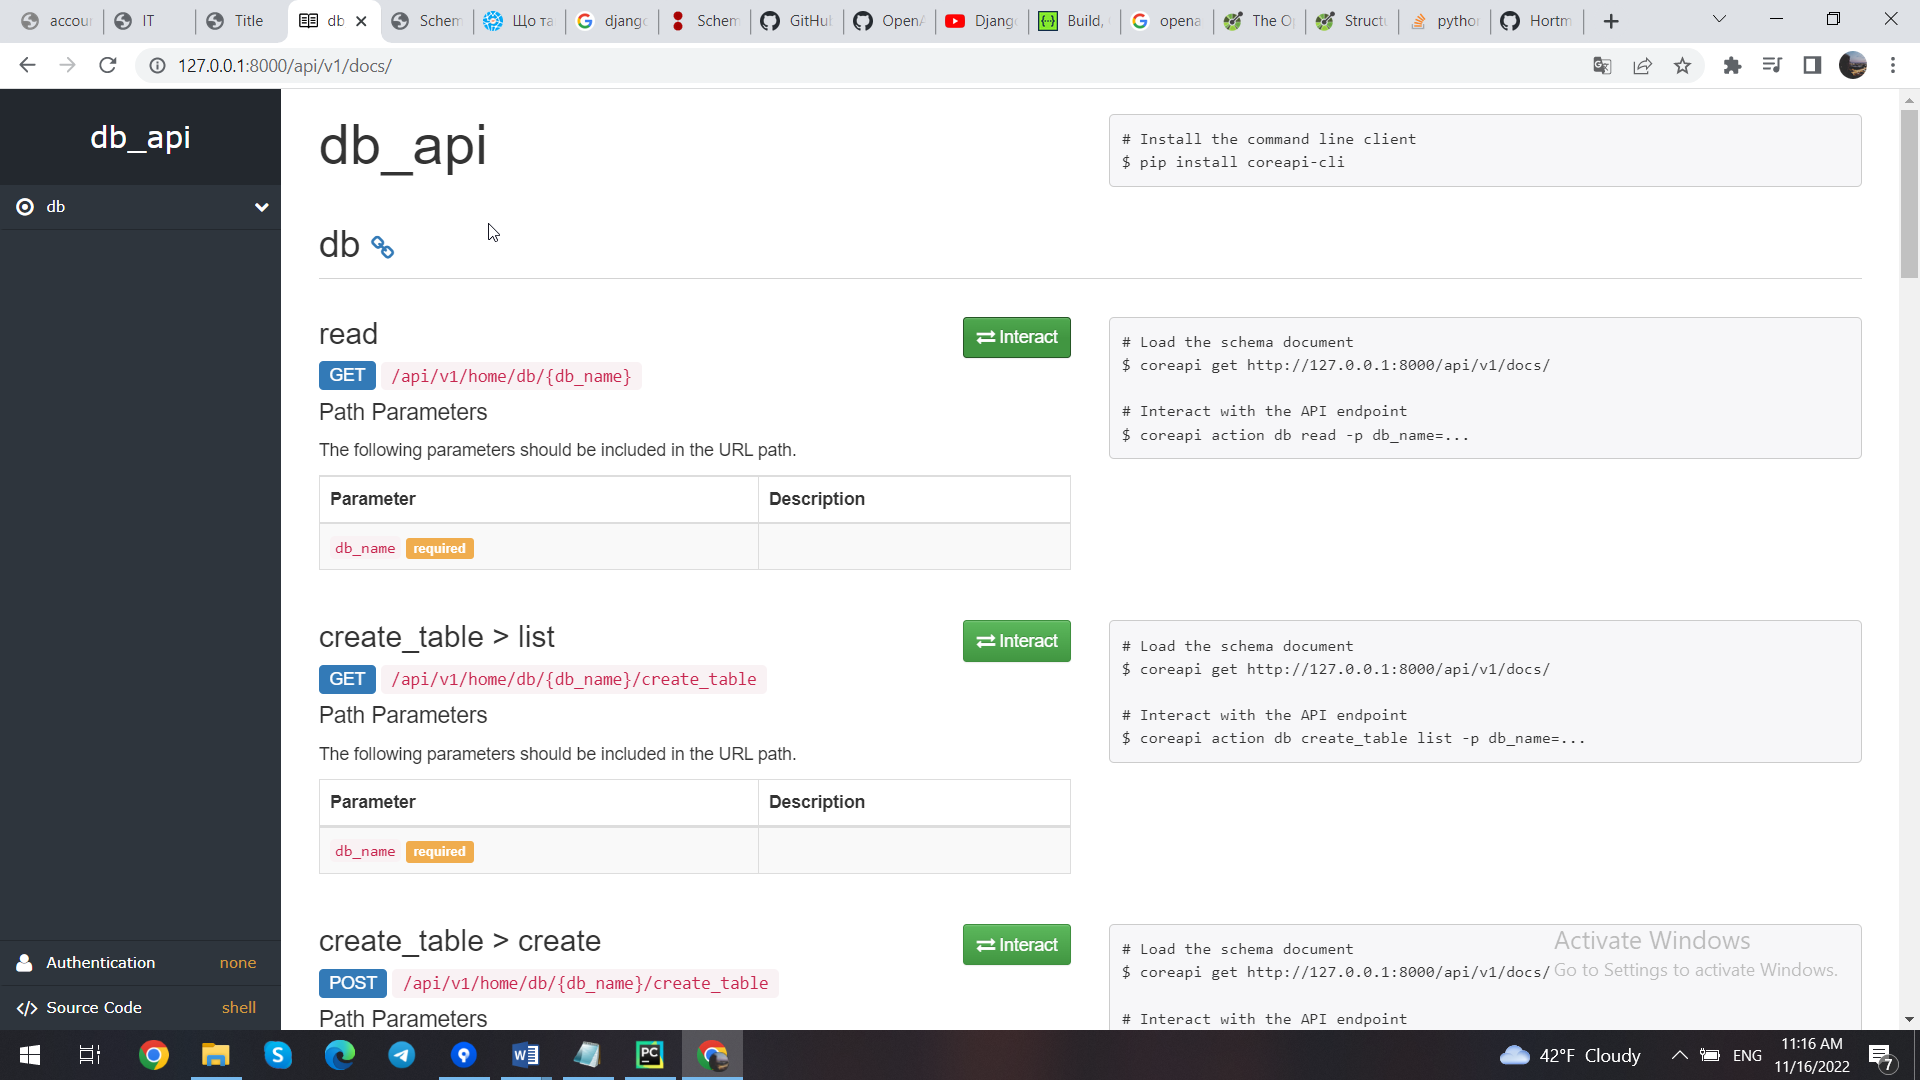 accour
IT
Title
db
Schem
Що та
djang
Schem
GitHu
OpenA
Djang
Build,
opena
The O
Structu
python
Hortm
127.0.0.1:8000/api/v1/docs/
db_api
db
Authentication none
</> Source Code shell
db_api
db
read
Interact
GET /api/v1/home/db/{db_name}
Path Parameters
The following parameters should be included in the URL path.
Parameter Description
db_name required
create_table > list
Interact
GET /api/v1/home/db/{db_name}/create_table
Path Parameters
The following parameters should be included in the URL path.
Parameter Description
db_name required
create_table > create
Interact
POST /api/v1/home/db/{db_name}/create_table
Path Parameters
# Install the command line client
$ pip install coreapi-cli
# Load the schema document
$ coreapi get http://127.0.0.1:8000/api/v1/docs/
# Interact with the API endpoint
$ coreapi action db read -p db_name=...
# Load the schema document
$ coreapi get http://127.0.0.1:8000/api/v1/docs/
# Interact with the API endpoint
$ coreapi action db create_table list -p db_name=...
# Load the schema document
$ coreapi get http://127.0.0.1:8000/api/v1/docs/
# Interact with the API endpoint
Activate Windows
Go to Settings to activate Windows.
42°F Cloudy
ENG
11:16 AM
11/16/2022
7